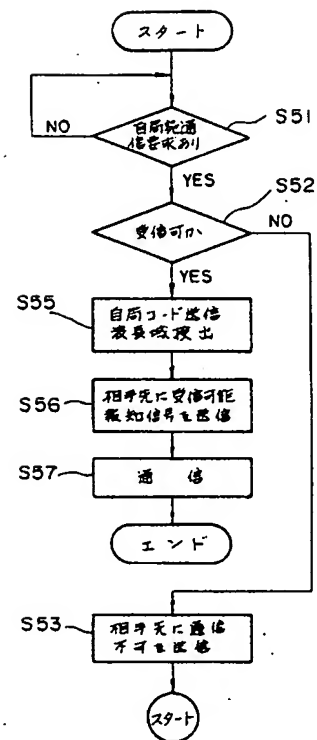 スタート
S51
自局宛通
信要求あり
NO
YES
S52
受信可か
NO
YES
S55
自局コード送信
波長域検出
S56
相手先に受信可能
報知信号を送信
S57
通信
エンド
S53
相手先に通信
不可を送信
スタート